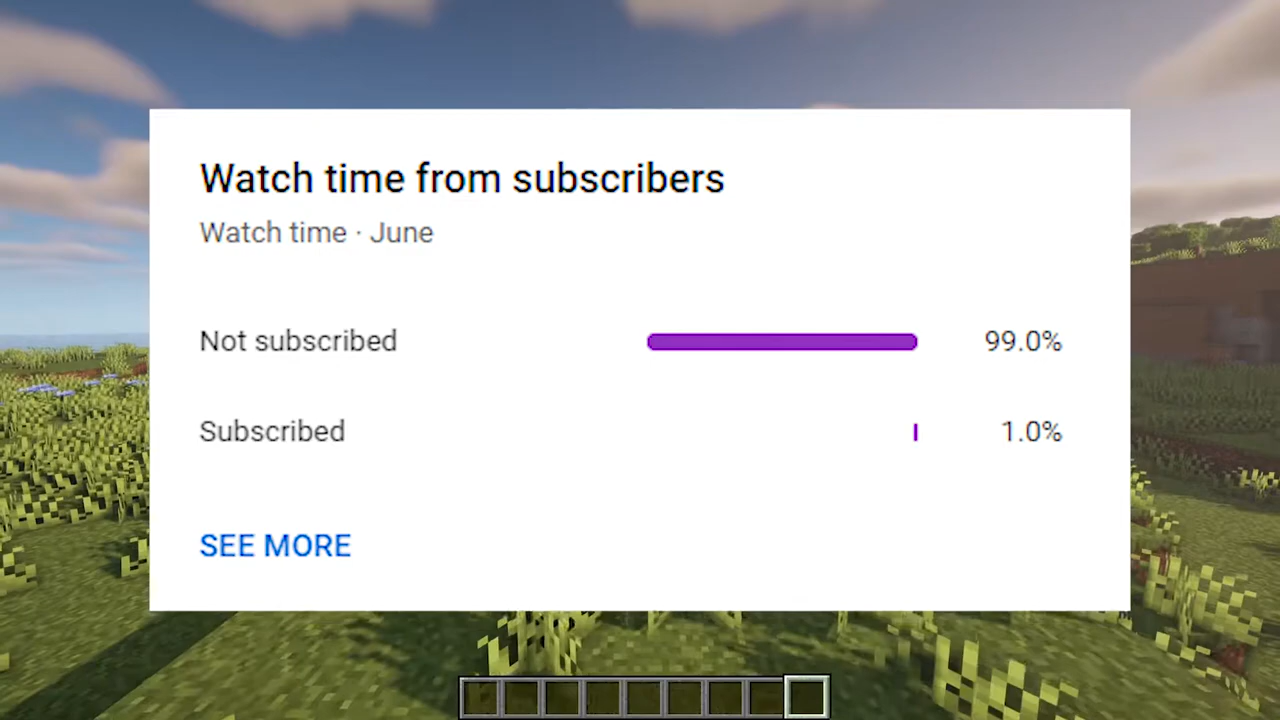 Watch time from subscribers
Watch time · June
Not subscribed 99.0%
Subscribed 1.0%
SEE MORE